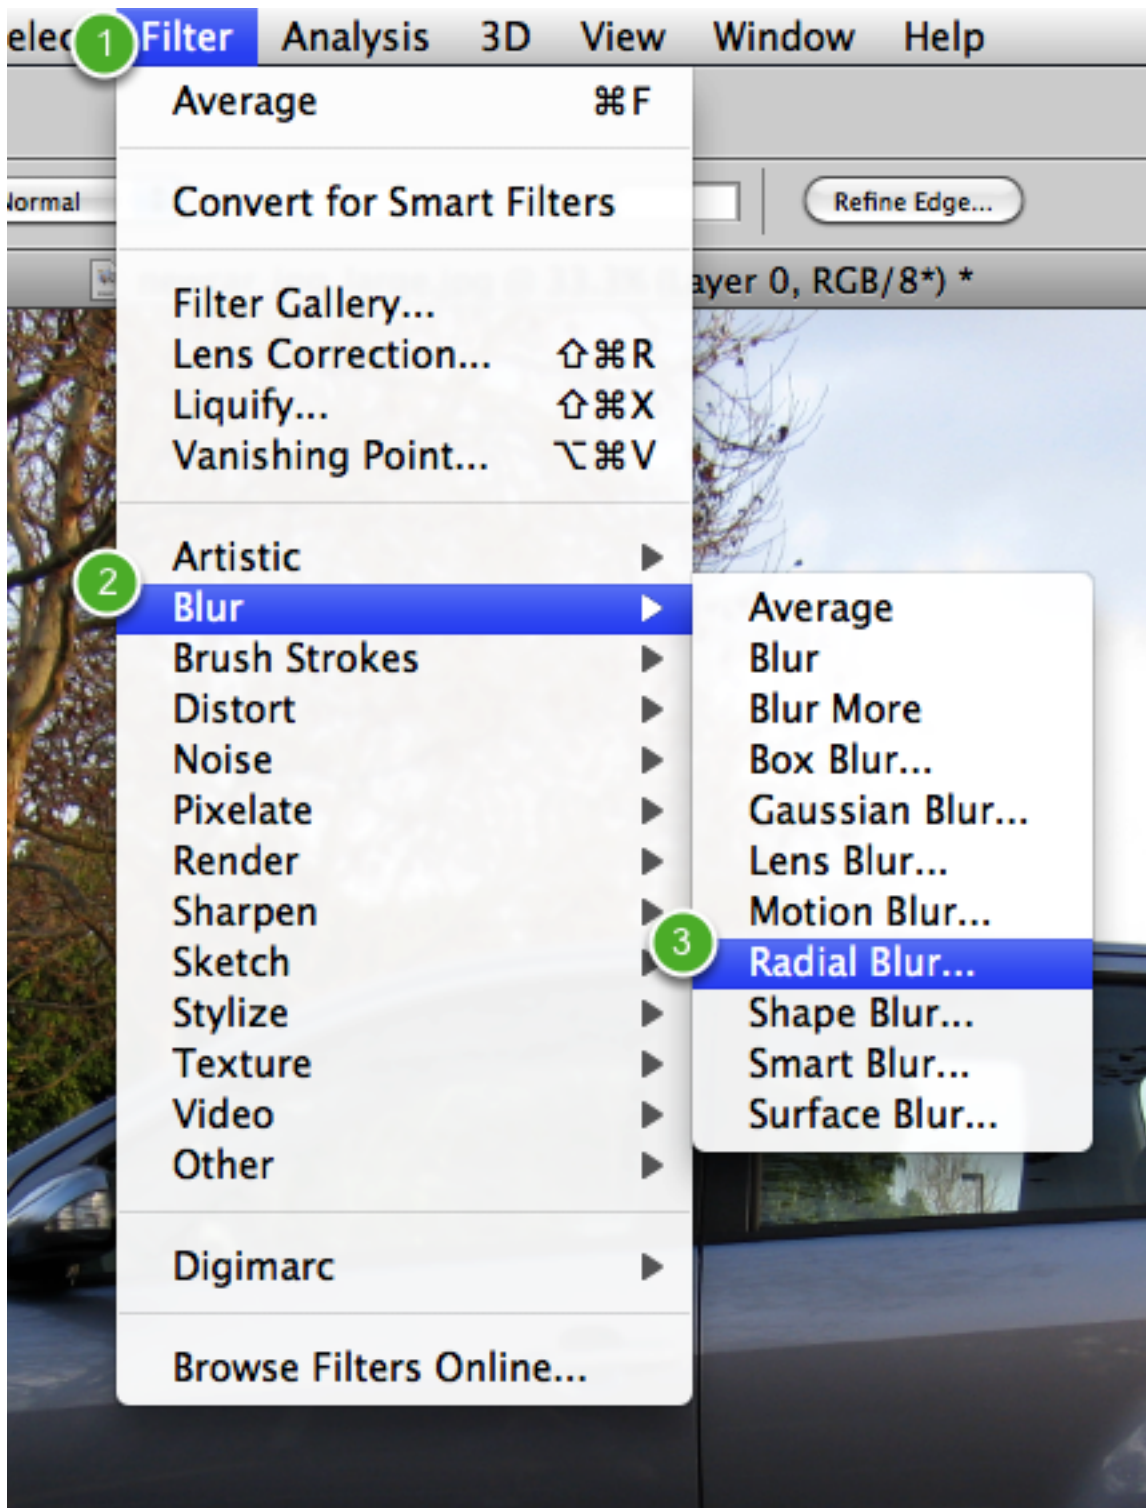 1 Filter Analysis 3D View Window Help
Average ⌘F
Convert for Smart Filters
Normal
Refine Edge...
Layer 0, RGB/8*) *
Filter Gallery...
Lens Correction... ⇧⌘R
Liquify... ⇧⌘X
Vanishing Point... ⌥⌘V
Artistic
2 Blur
Brush Strokes
Distort
Noise
Pixelate
Render
Sharpen
Sketch
Stylize
Texture
Video
Other
Digimarc
Browse Filters Online...
Average
Blur
Blur More
Box Blur...
Gaussian Blur...
Lens Blur...
Motion Blur...
3 Radial Blur...
Shape Blur...
Smart Blur...
Surface Blur...